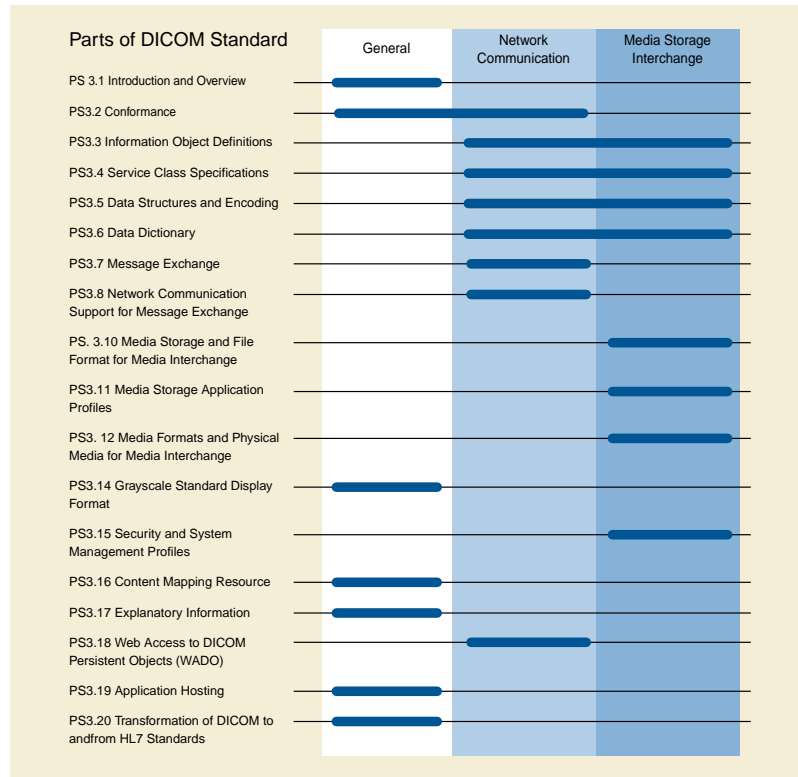 Parts of DICOM Standard
General
Network
Communication
Media Storage
Interchange
PS 3.1 Introduction and Overview
PS3.2 Conformance
PS3.3 Information Object Definitions
PS3.4 Service Class Specifications
PS3.5 Data Structures and Encoding
PS3.6 Data Dictionary
PS3.7 Message Exchange
PS3.8 Network Communication
Support for Message Exchange
PS. 3.10 Media Storage and File
Format for Media Interchange
PS3.11 Media Storage Application
Profiles
PS3. 12 Media Formats and Physical
Media for Media Interchange
PS3.14 Grayscale Standard Display
Format
PS3.15 Security and System
Management Profiles
PS3.16 Content Mapping Resource
PS3.17 Explanatory Information
PS3.18 Web Access to DICOM
Persistent Objects (WADO)
PS3.19 Application Hosting
PS3.20 Transformation of DICOM to
andfrom HL7 Standards